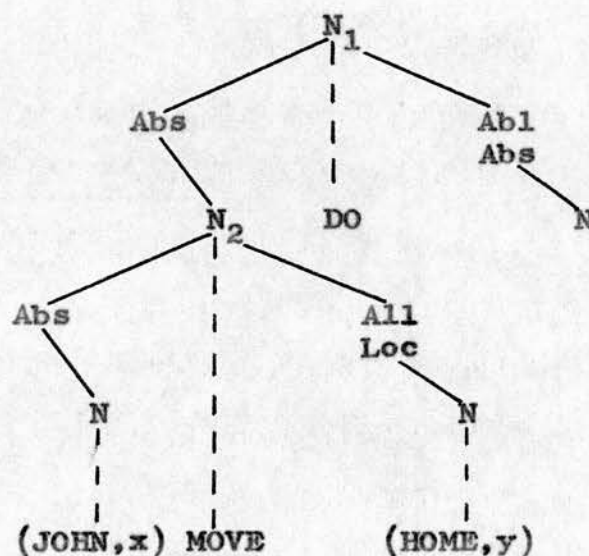 N1
Abs Abl
Abs
N2 DO N
Abs All
Loc
N N
(JOHN,x) MOVE (HOME,y)